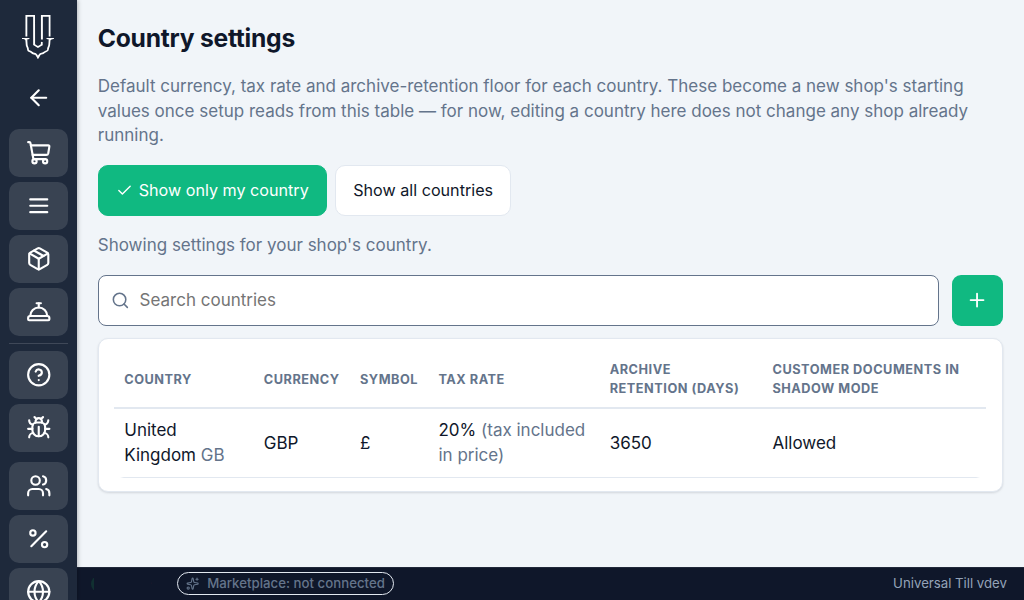 Country settings
Default currency, tax rate and archive-retention floor for each country. These become a new shop's starting
values once setup reads from this table — for now, editing a country here does not change any shop already
running.
Show only my country
Show all countries
Showing settings for your shop's country.
Search countries
COUNTRY
CURRENCY
SYMBOL
TAX RATE
ARCHIVE
RETENTION (DAYS)
CUSTOMER DOCUMENTS IN
SHADOW MODE
United
Kingdom GB
GBP
£
20% (tax included
in price)
3650
Allowed
Marketplace: not connected
Universal Till vdev